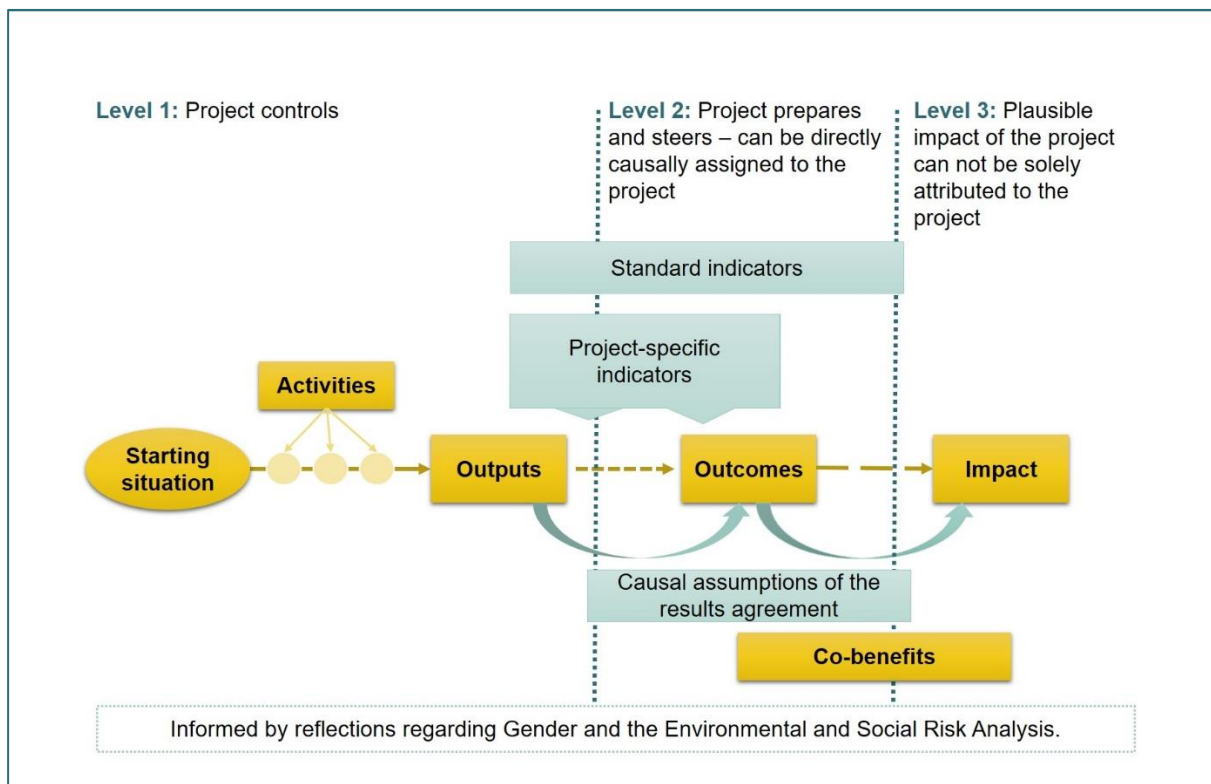 Level 1: Project controls
Level 2: Project prepares
and steers – can be directly
causally assigned to the
project
Level 3: Plausible
impact of the project
can not be solely
attributed to the
project
Standard indicators
Project-specific
indicators
Activities
Starting
situation
Outputs
Outcomes
Impact
Causal assumptions of the
results agreement
Co-benefits
Informed by reflections regarding Gender and the Environmental and Social Risk Analysis.